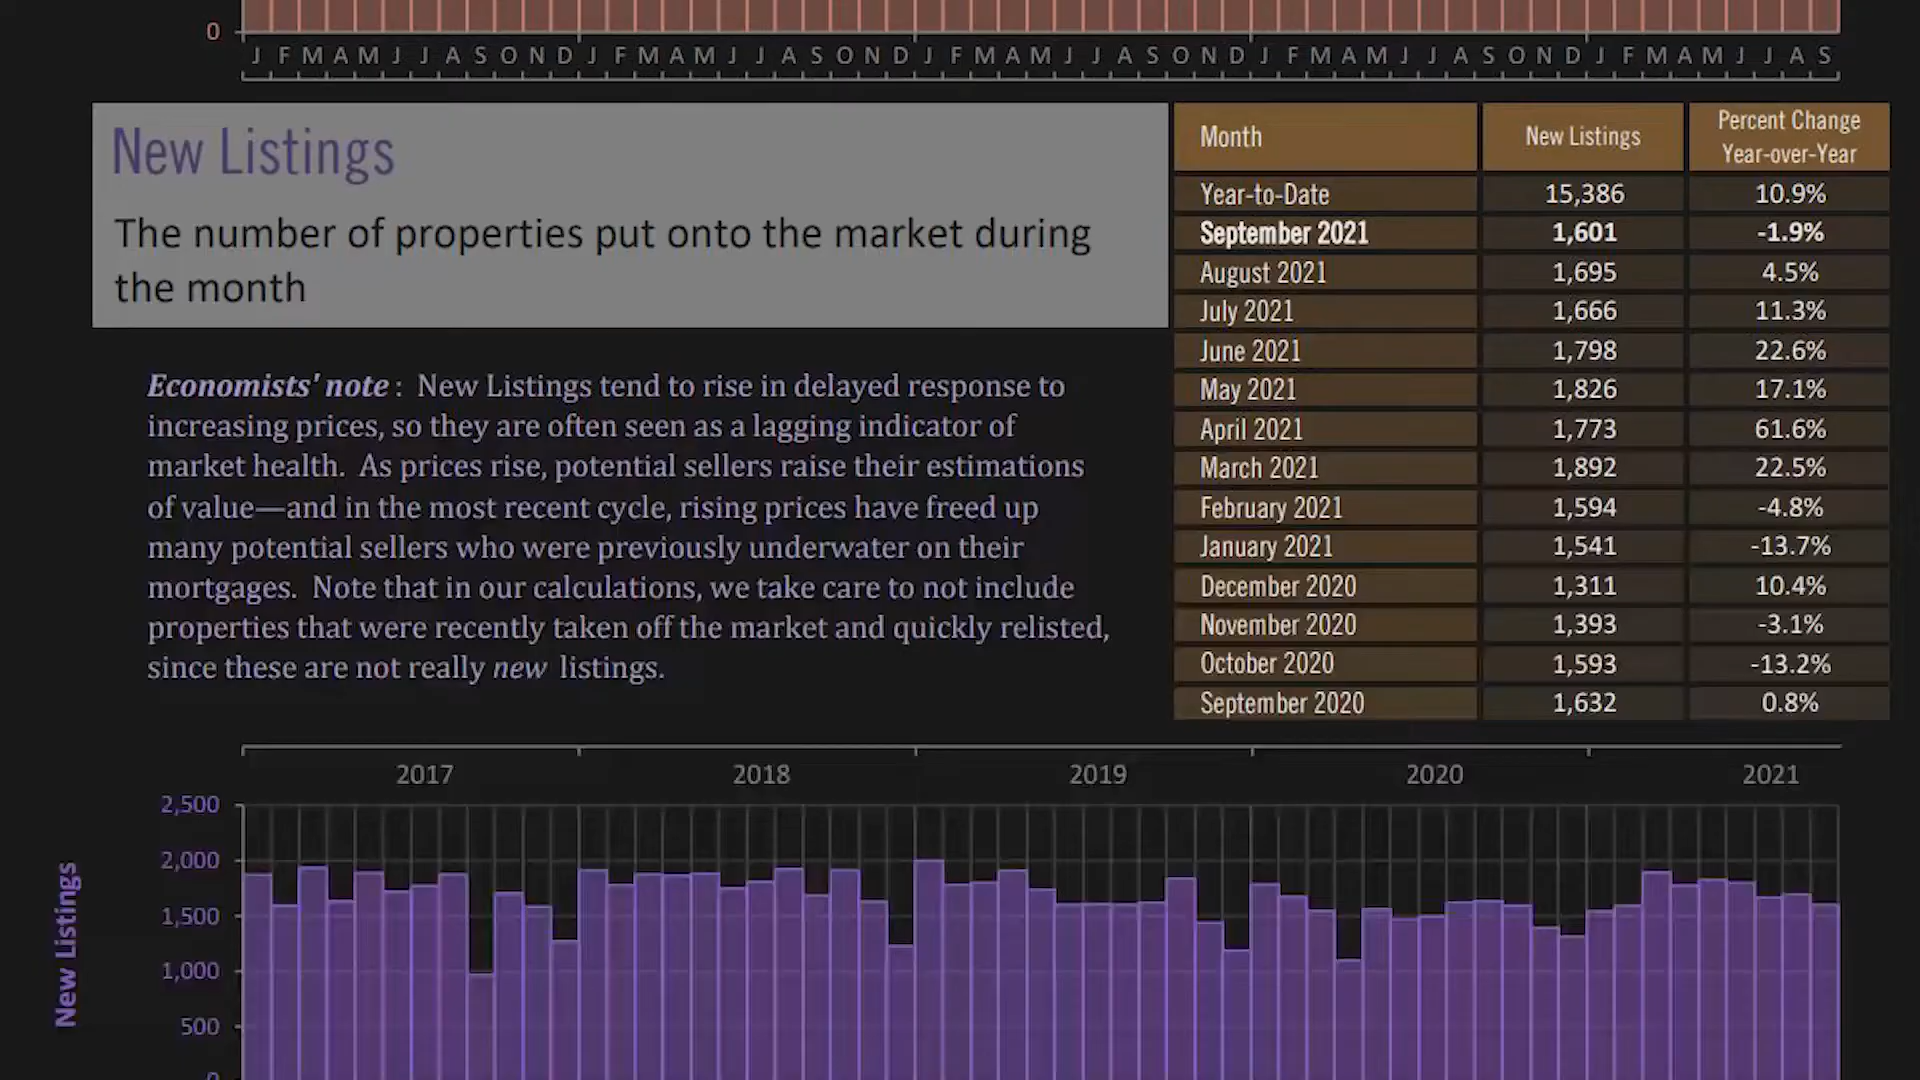 0
J F M A M J J A S O N D J F M A M J J A S O N D J F M A M J J A S O N D J F M A M J J A S O N D J F M A M J J A S
New Listings
The number of properties put onto the market during
the month
Economists' note : New Listings tend to rise in delayed response to
increasing prices, so they are often seen as a lagging indicator of
market health. As prices rise, potential sellers raise their estimations
of value—and in the most recent cycle, rising prices have freed up
many potential sellers who were previously underwater on their
mortgages. Note that in our calculations, we take care to not include
properties that were recently taken off the market and quickly relisted,
since these are not really new listings.
Month New Listings Percent Change Year-over-Year
Year-to-Date 15,386 10.9%
September 2021 1,601 -1.9%
August 2021 1,695 4.5%
July 2021 1,666 11.3%
June 2021 1,798 22.6%
May 2021 1,826 17.1%
April 2021 1,773 61.6%
March 2021 1,892 22.5%
February 2021 1,594 -4.8%
January 2021 1,541 -13.7%
December 2020 1,311 10.4%
November 2020 1,393 -3.1%
October 2020 1,593 -13.2%
September 2020 1,632 0.8%
2017 2018 2019 2020 2021
2,500
2,000
1,500
1,000
500
0
New Listings